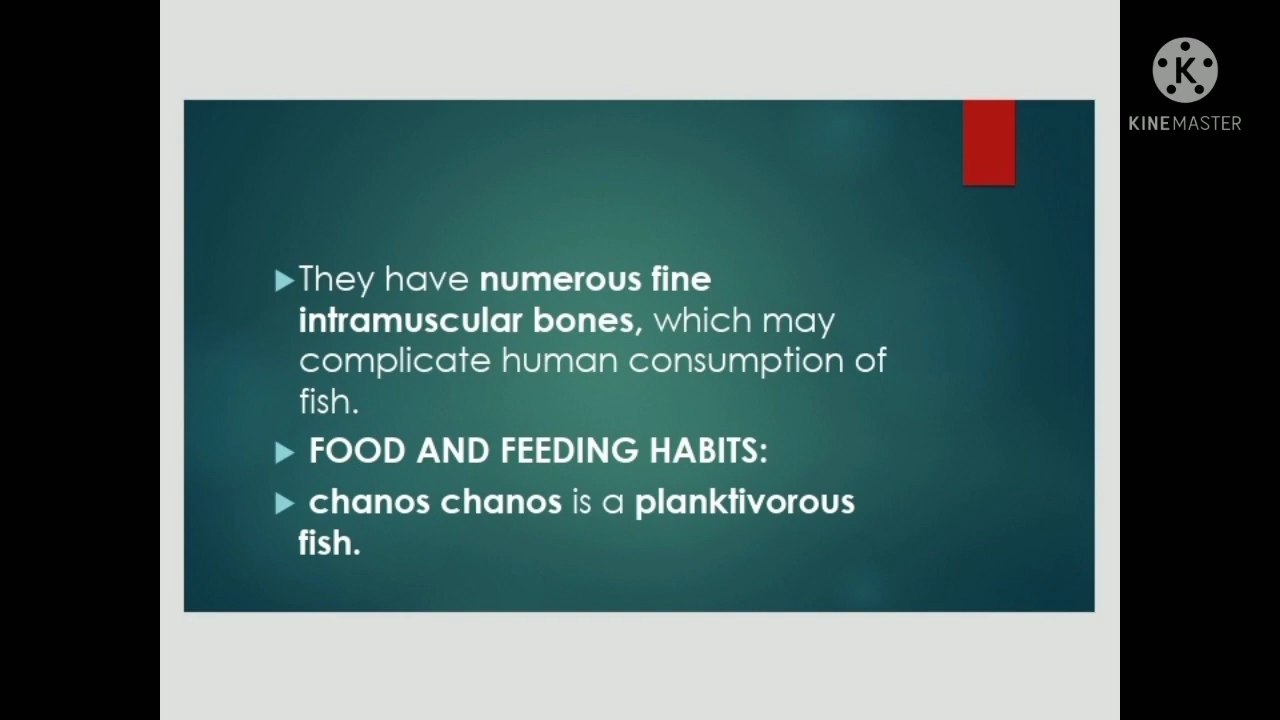 KINEMASTER
They have numerous fine
intramuscular bones, which may
complicate human consumption of
fish.
FOOD AND FEEDING HABITS:
chanos chanos is a planktivorous
fish.